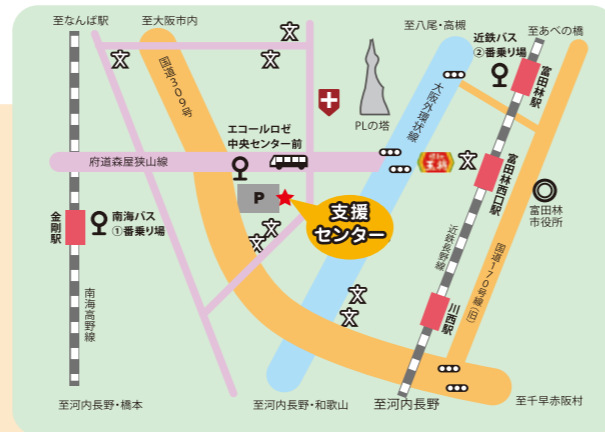 至なんば駅
至大阪市内
至八尾・高槻
至あべの橋
近鉄バス
②番乗り場
国道309号
大阪外環状線
富田林駅
PLの塔
エコールロゼ
中央センター前
府道森屋狭山線
富田林西口駅
P
支援
センター
富田林
市役所
金剛駅
南海バス
①番乗り場
近鉄長野線
国道170号線(旧)
川西駅
南海高野線
至河内長野・橋本
至河内長野・和歌山
至河内長野
至千早赤阪村